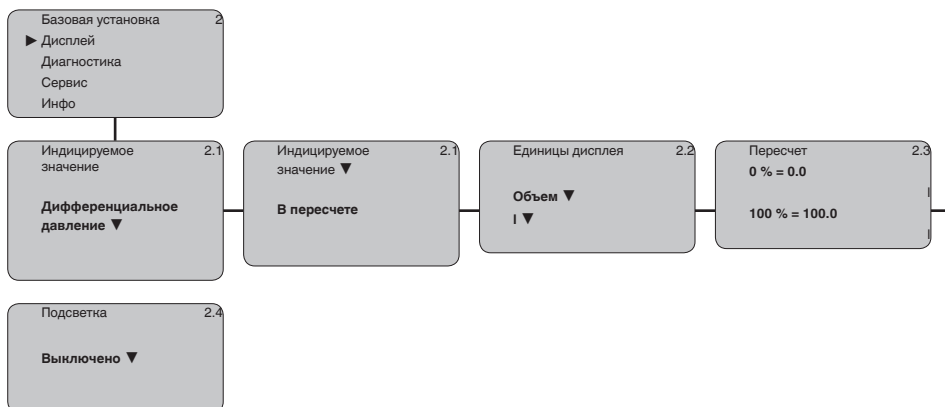 Базовая установка 2
▶ Дисплей
Диагностика
Сервис
Инфо
Индицируемое 2.1
значение
Дифференциальное
давление ▼
Индицируемое 2.1
значение ▼
В пересчете
Единицы дисплея 2.2
Объем ▼
l ▼
Пересчет 2.3
0 % = 0.0
l
100 % = 100.0
l
Подсветка 2.4
Выключено ▼